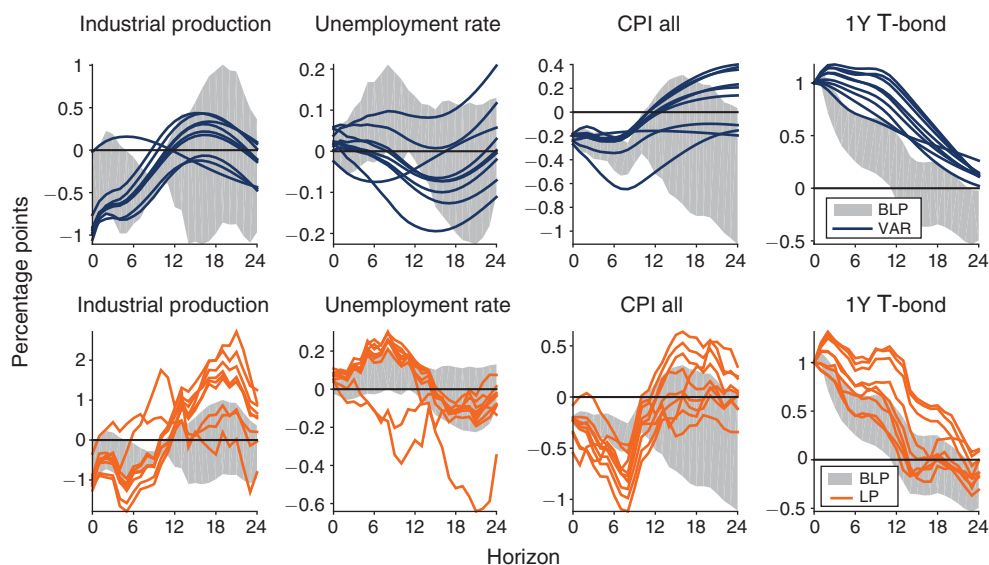 Industrial production
Unemployment rate
CPI all
1Y T-bond
1
0.5
0
−0.5
−1
0 6 12 18 24
0.2
0.1
0
−0.1
−0.2
0 6 12 18 24
0.4
0.2
0
−0.2
−0.4
−0.6
−0.8
−1
0 6 12 18 24
1
0.5
0
−0.5
0 6 12 18 24
BLP
VAR
Percentage points
Industrial production
Unemployment rate
CPI all
1Y T-bond
2
1
0
−1
0 6 12 18 24
0.2
0
−0.2
−0.4
−0.6
0 6 12 18 24
0.5
0
−0.5
−1
0 6 12 18 24
1
0.5
0
−0.5
0 6 12 18 24
BLP
LP
Horizon